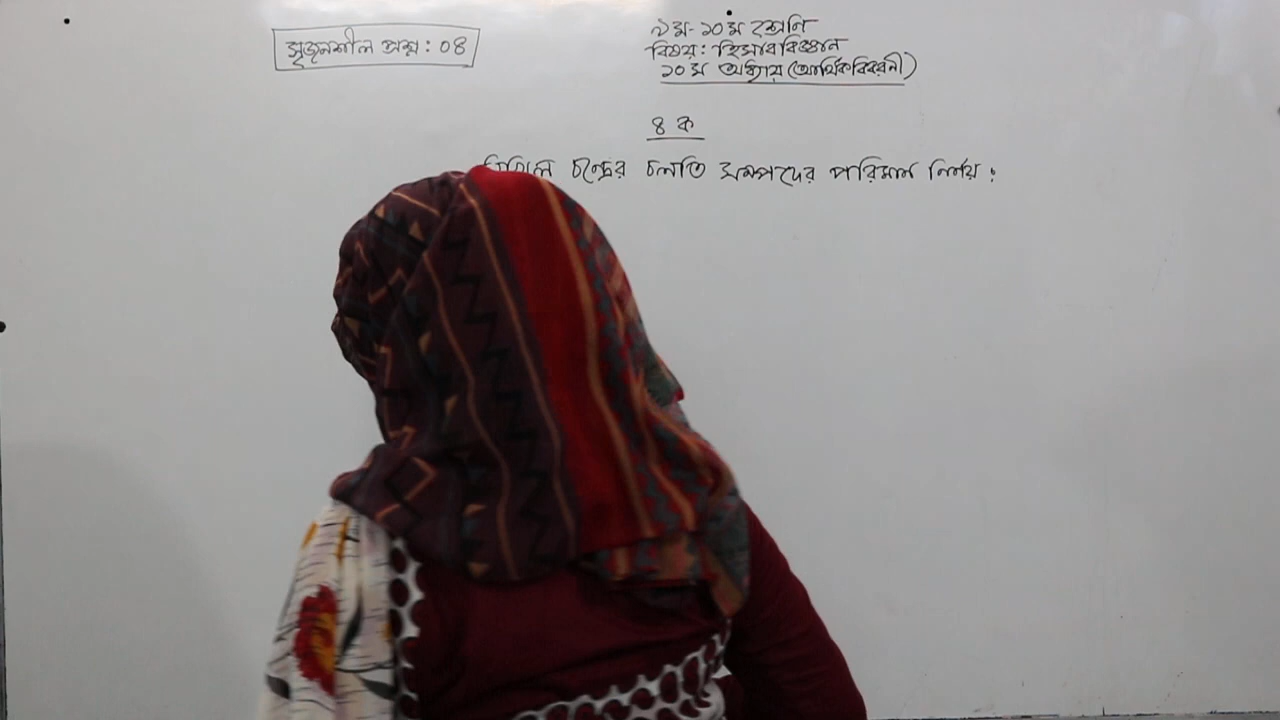 সৃজনশীল প্রশ্ন : ০৪
৯ম - ১০ম শ্রেণি
বিষয় : হিসাববিজ্ঞান
১০ম অধ্যায় (আর্থিক বিবরণী)
৪ ক
চন্দ্রের চলতি সম্পদের পরিমাণ নির্ণয় :